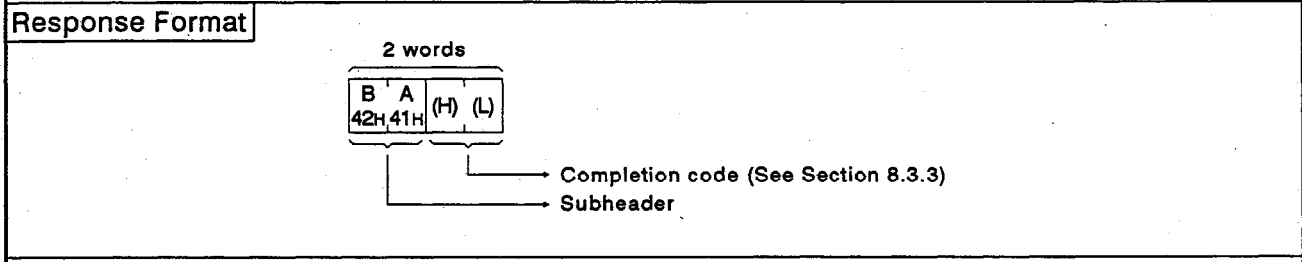 Response Format
2 words
B A (H) (L)
42H 41H
Completion code (See Section 8.3.3)
Subheader